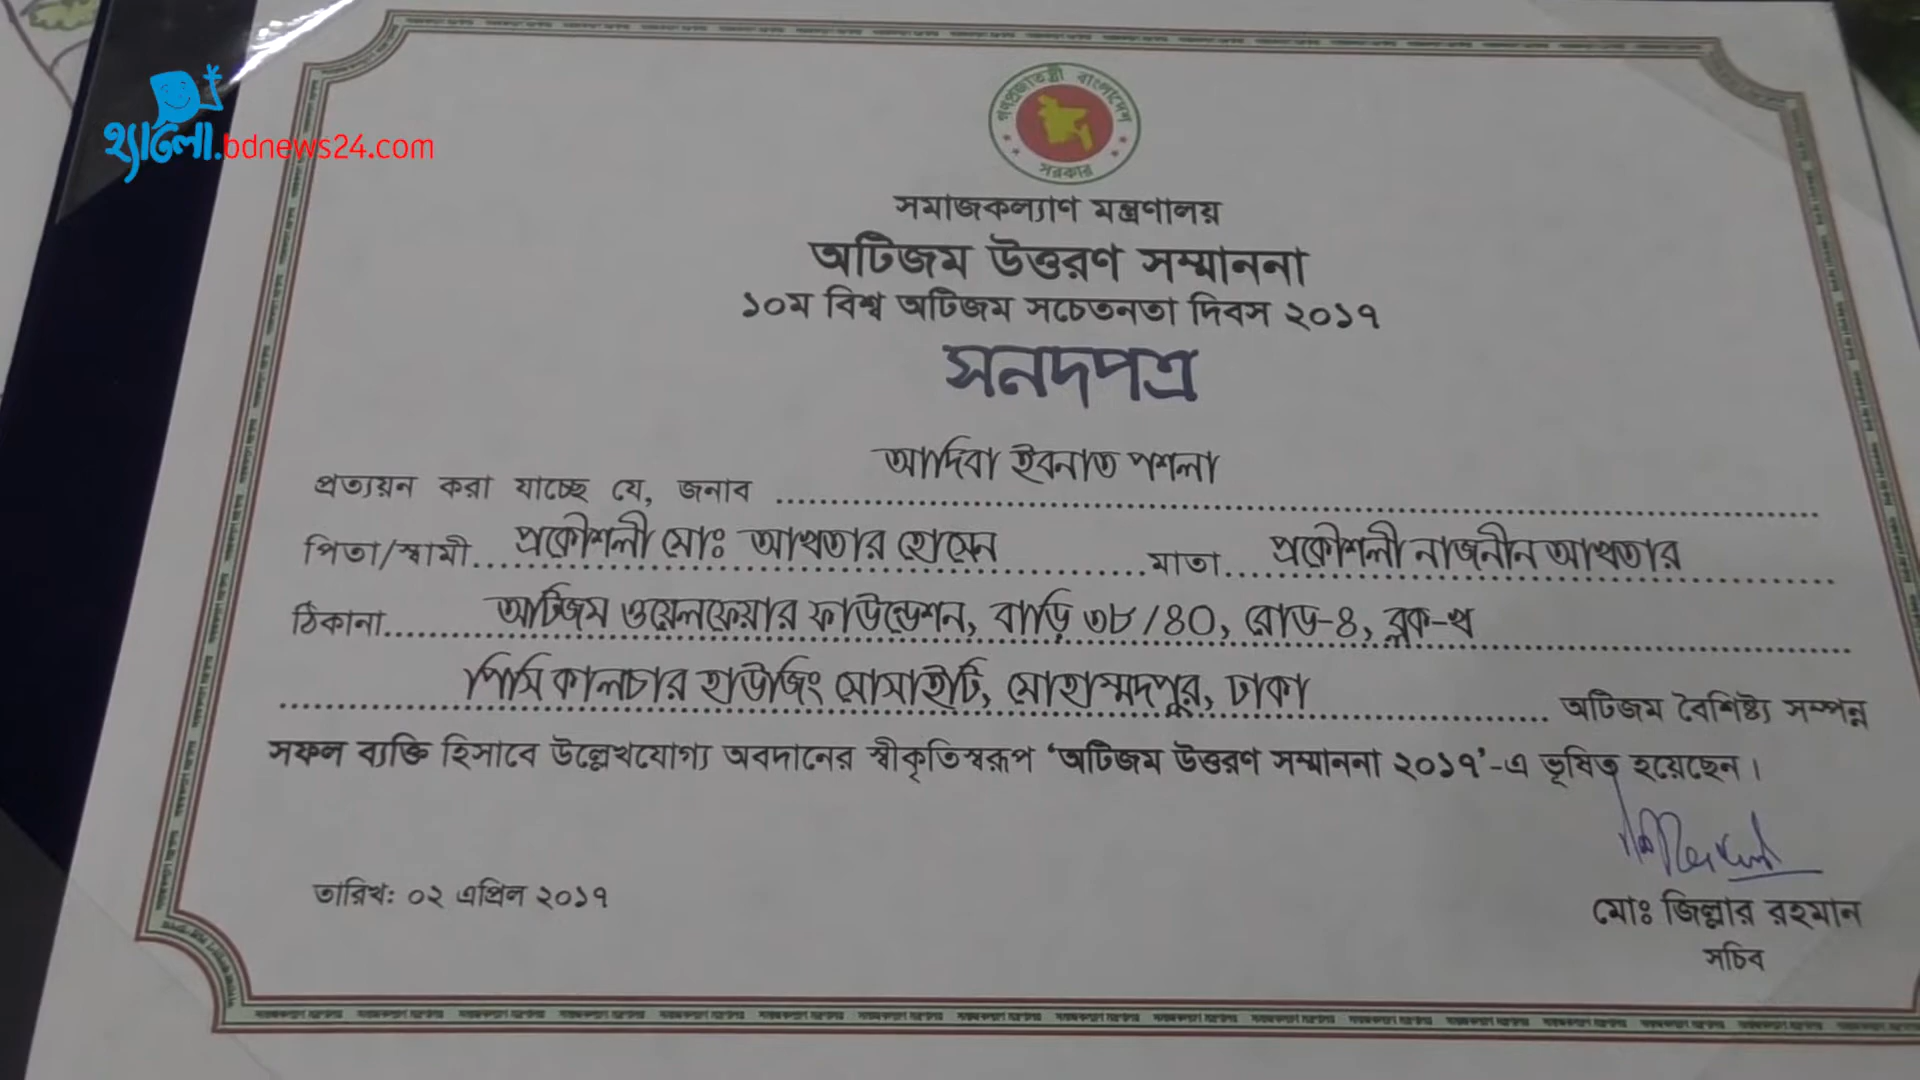 হ্যালো.bdnews24.com
গণপ্রজাতন্ত্রী বাংলাদেশ
সরকার
সমাজকল্যাণ মন্ত্রণালয়
অটিজম উত্তরণ সম্মাননা
১০ম বিশ্ব অটিজম সচেতনতা দিবস ২০১৭
সনদপত্র
প্রত্যয়ন করা যাচ্ছে যে, জনাব আদিবা ইবনাত পশলা
পিতা/স্বামী প্রকৌশলী মোঃ আখতার হোসেন মাতা প্রকৌশলী নাজনীন আখতার
ঠিকানা অটিজম ওয়েলফেয়ার ফাউন্ডেশন, বাড়ি ৩৮/৪০, রোড-৪, ব্লক-খ
পিসি কালচার হাউজিং সোসাইটি, মোহাম্মদপুর, ঢাকা অটিজম বৈশিষ্ট্য সম্পন্ন
সফল ব্যক্তি হিসাবে উল্লেখযোগ্য অবদানের স্বীকৃতিস্বরূপ ‘অটিজম উত্তরণ সম্মাননা ২০১৭’-এ ভূষিত হয়েছেন।
তারিখ: ০২ এপ্রিল ২০১৭
মোঃ জিল্লার রহমান
সচিব